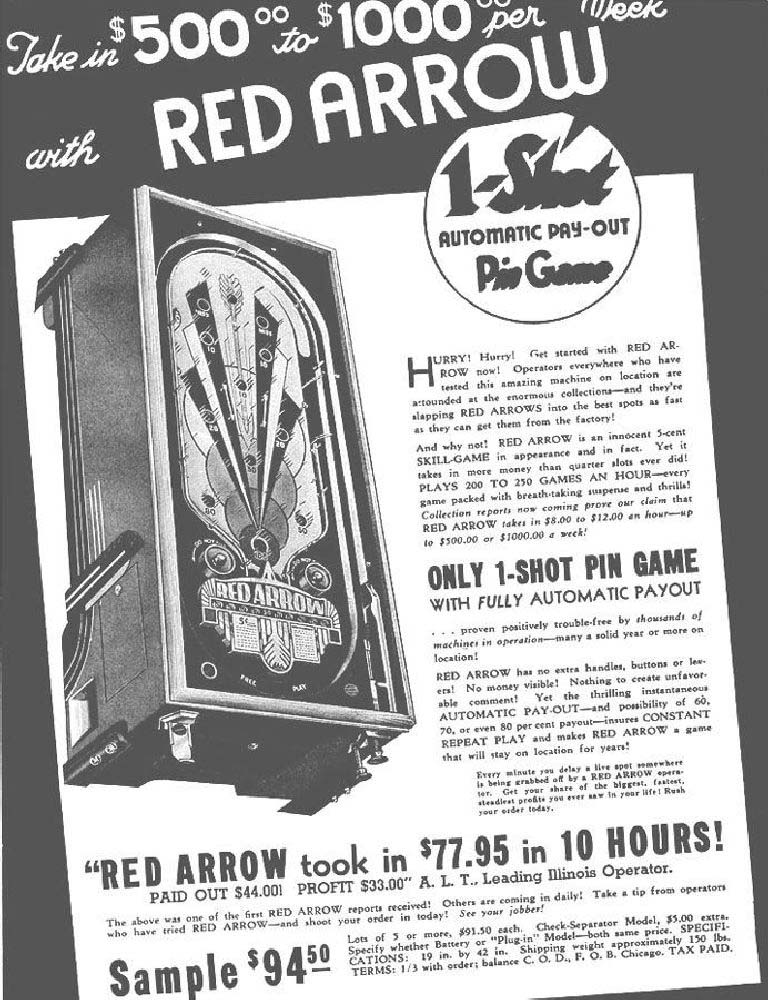 Take in $500.00 to $1000.00 per Week
with RED ARROW
1-Shot
AUTOMATIC PAY-OUT
Pin Game
HURRY! Hurry! Get started with RED AR-
ROW now! Operators everywhere who have
tested this amazing machine on location are
astounded at the enormous collections—and they're
slapping RED ARROWS into the best spots as fast
as they can get them from the factory!
And why not! RED ARROW is an innocent 5-cent
SKILL-GAME in appearance and in fact. Yet it
takes in more money than quarter slots ever did!
PLAYS 200 TO 250 GAMES AN HOUR—every
game packed with breath-taking suspense and thrills!
Collection reports now coming prove our claim that
RED ARROW takes in $8.00 to $12.00 an hour—up
to $500.00 or $1000.00 a week!
ONLY 1-SHOT PIN GAME
WITH FULLY AUTOMATIC PAYOUT
. . . proven positively trouble-free by thousands of
machines in operation—many a solid year or more on
location!
RED ARROW has no extra handles, buttons or lev-
ers! No money visible! Nothing to create unfavor-
able comment! Yet the thrilling instantaneous
AUTOMATIC PAY-OUT—and possibility of 60,
70, or even 80 per cent payout—insures CONSTANT
REPEAT PLAY and makes RED ARROW a game
that will stay on location for years!
Every minute you delay a live spot somewhere
is being grabbed off by a RED ARROW opera-
tor. Get your share of the biggest, fastest,
steadiest profits you ever saw in your life! Rush
your order today.
RED ARROW
5¢
FREE PLAY
"RED ARROW took in $77.95 in 10 HOURS!
PAID OUT $44.00! PROFIT $33.00" A. L. T., Leading Illinois Operator.
The above was one of the first RED ARROW reports received! Others are coming in daily! Take a tip from operators
who have tried RED ARROW—and shoot your order in today! See your jobber!
Sample $94.50
Lots of 5 or more, $91.50 each. Check-Separator Model, $5.00 extra.
Specify whether Battery or "Plug-in" Model—both same price. SPECIFI-
CATIONS: 19 in. by 42 in. Shipping weight approximately 150 lbs.
TERMS: 1/3 with order; balance C. O. D., F. O. B. Chicago. TAX PAID.